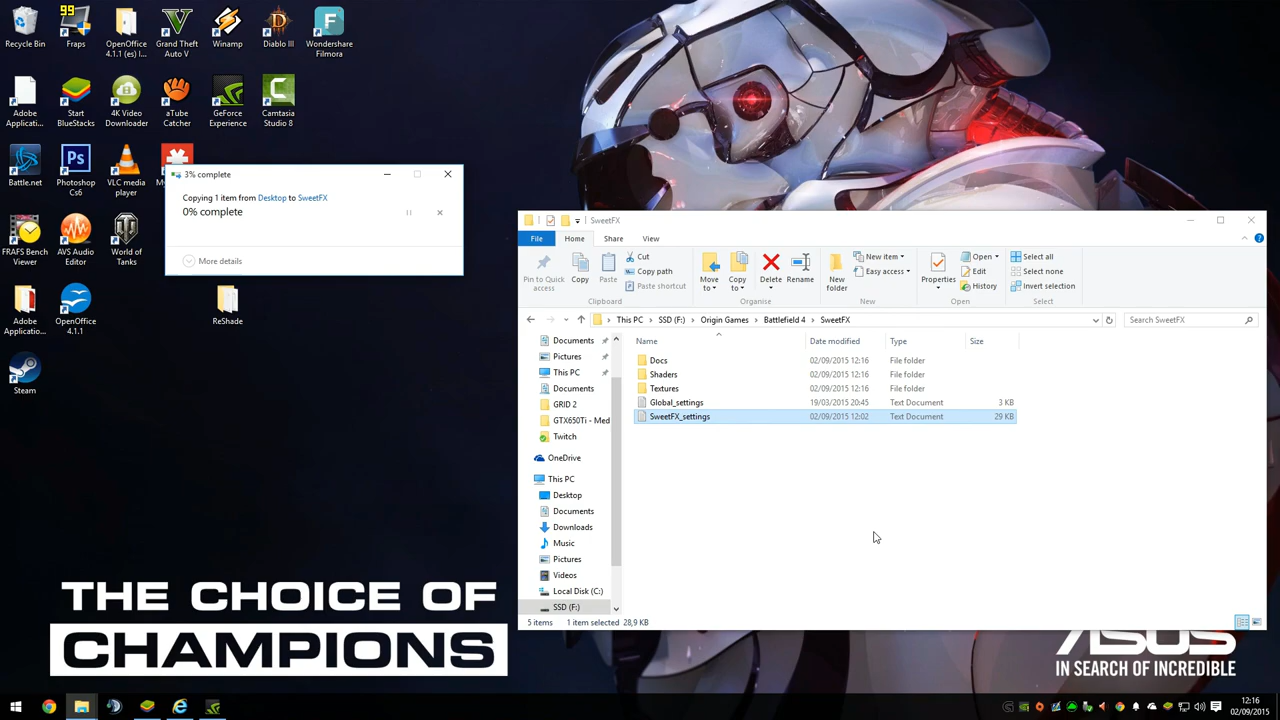 99
Recycle Bin
Fraps
OpenOffice
4.1.1 (es) I...
Grand Theft
Auto V
Winamp
Diablo III
Wondershare
Filmora
Adobe
Applicati...
Start
BlueStacks
4K Video
Downloader
aTube
Catcher
GeForce
Experience
Camtasia
Studio 8
Battle.net
Ps
Photoshop
Cs6
VLC media
player
3% complete
Copying 1 item from Desktop to SweetFX
0% complete
More details
FRAFS Bench
Viewer
AVS Audio
Editor
World of
Tanks
Adobe
Applicatio...
OpenOffice
4.1.1
ReShade
Steam
SweetFX
File
Home
Share
View
Pin to Quick
access
Copy
Paste
Cut
Copy path
Paste shortcut
Clipboard
Move
to
Copy
to
Delete
Rename
Organise
New
folder
New item
Easy access
New
Properties
Open
Edit
History
Open
Select all
Select none
Invert selection
Select
This PC
SSD (F:)
Origin Games
Battlefield 4
SweetFX
Search SweetFX
Documents
Pictures
This PC
Documents
GRID 2
GTX650Ti - Med
Twitch
OneDrive
This PC
Desktop
Documents
Downloads
Music
Pictures
Videos
Local Disk (C:)
SSD (F:)
Name Date modified Type Size
Docs 02/09/2015 12:16 File folder
Shaders 02/09/2015 12:16 File folder
Textures 02/09/2015 12:16 File folder
Global_settings 19/03/2015 20:45 Text Document 3 KB
SweetFX_settings 02/09/2015 12:02 Text Document 29 KB
5 items 1 item selected 28,9 KB
THE CHOICE OF
CHAMPIONS
ASUS
IN SEARCH OF INCREDIBLE
12:16
02/09/2015